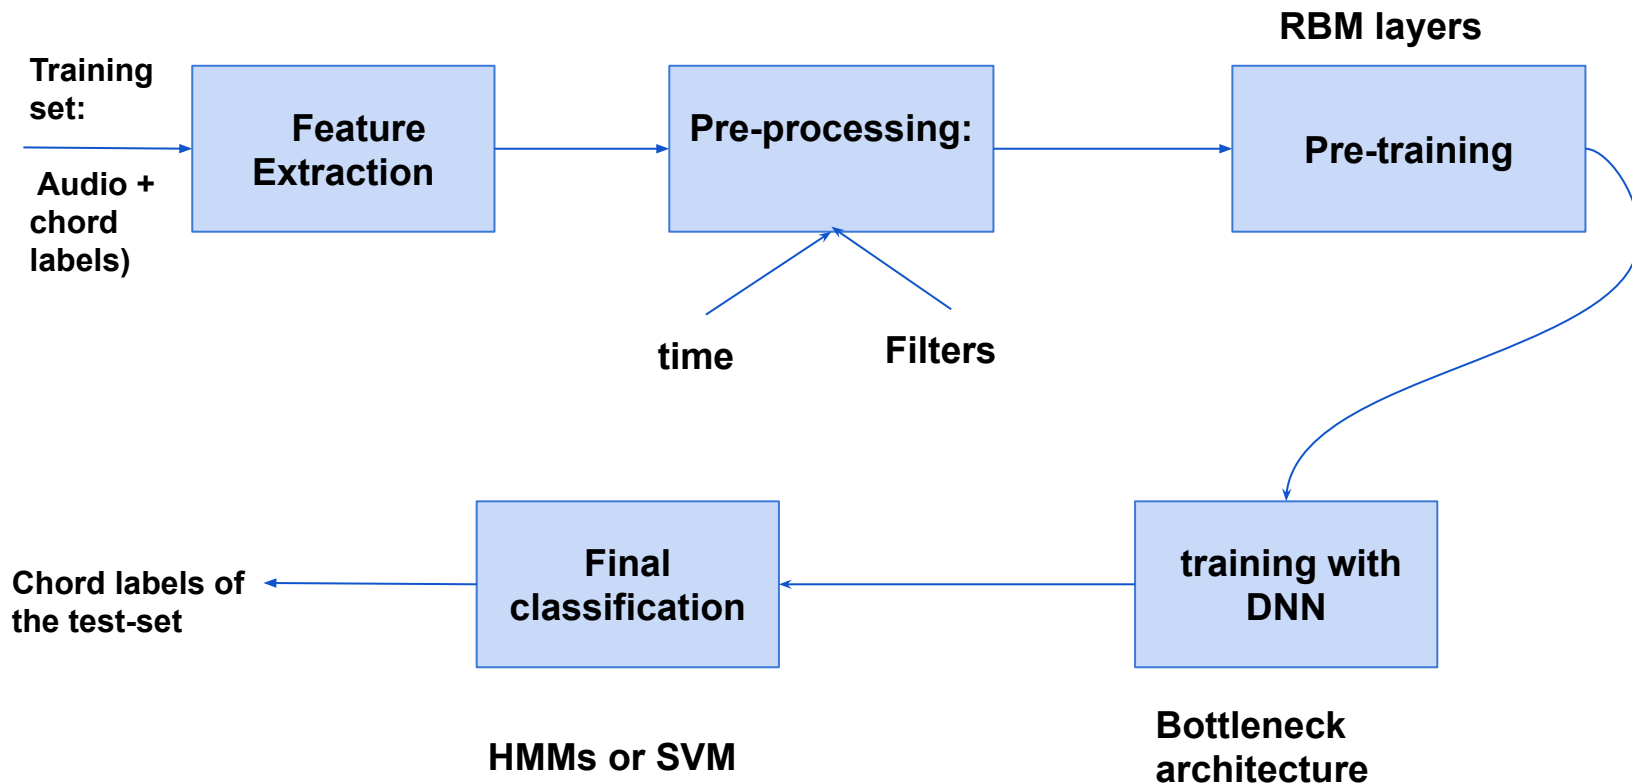 Training
set:
Audio +
chord
labels)
Feature
Extraction
Pre-processing:
time
Filters
RBM layers
Pre-training
training with
DNN
Bottleneck
architecture
Final
classification
HMMs or SVM
Chord labels of
the test-set